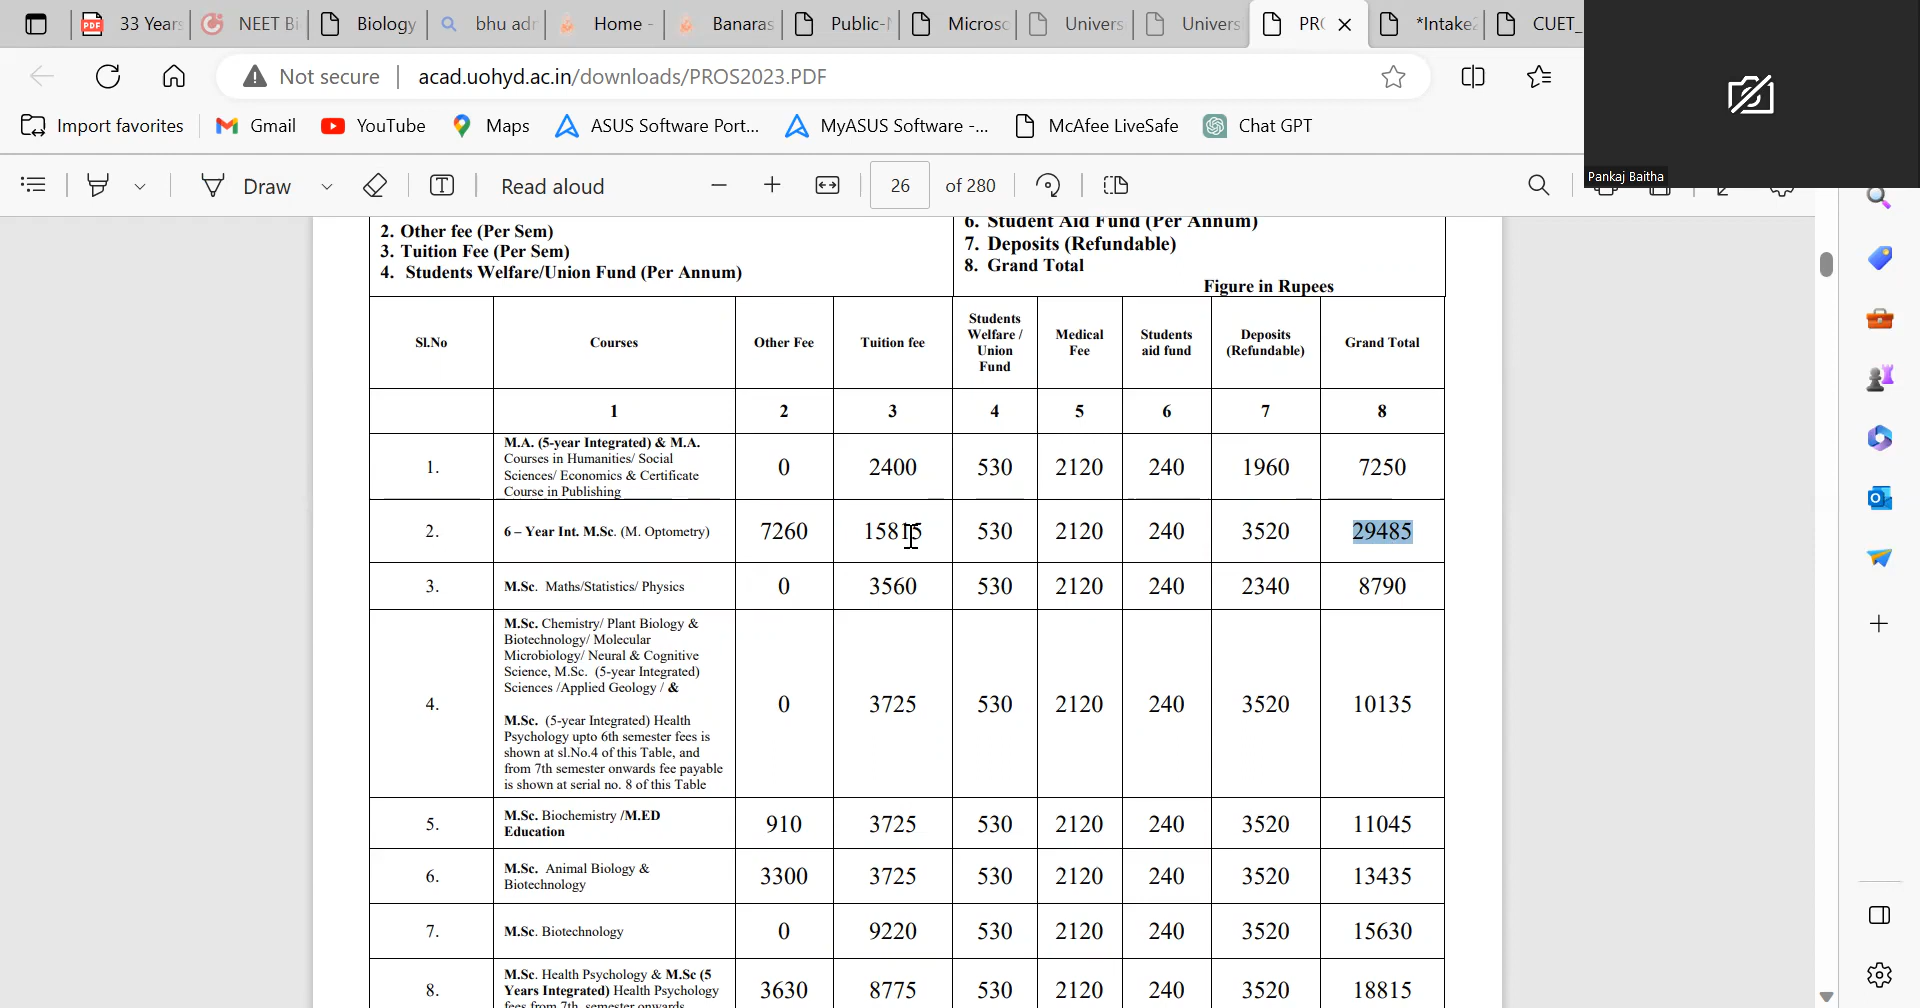 33 Years
NEET Bi
Biology
bhu adr
Home -
Banaras
Public-
Microso
Univers
Univers
PR
*Intake
CUET_
Not secure
acad.uohyd.ac.in/downloads/PROS2023.PDF
Import favorites
Gmail
YouTube
Maps
ASUS Software Port...
MyASUS Software -...
McAfee LiveSafe
Chat GPT
Pankaj Baitha
Draw
Read aloud
26
of 280
2. Other fee (Per Sem)
3. Tuition Fee (Per Sem)
4. Students Welfare/Union Fund (Per Annum)
6. Student Aid Fund (Per Annum)
7. Deposits (Refundable)
8. Grand Total
Figure in Rupees
Sl.No
Courses
Other Fee
Tuition fee
Students
Welfare /
Union
Fund
Medical
Fee
Students
aid fund
Deposits
(Refundable)
Grand Total
1 2 3 4 5 6 7 8
1.
M.A. (5-year Integrated) & M.A.
Courses in Humanities/ Social
Sciences/ Economics & Certificate
Course in Publishing
0 2400 530 2120 240 1960 7250
2.
6 – Year Int. M.Sc. (M. Optometry)
7260 15815 530 2120 240 3520 29485
3.
M.Sc. Maths/Statistics/ Physics
0 3560 530 2120 240 2340 8790
4.
M.Sc. Chemistry/ Plant Biology &
Biotechnology/ Molecular
Microbiology/ Neural & Cognitive
Science, M.Sc. (5-year Integrated)
Sciences /Applied Geology / &
M.Sc. (5-year Integrated) Health
Psychology upto 6th semester fees is
shown at sl.No.4 of this Table, and
from 7th semester onwards fee payable
is shown at serial no. 8 of this Table
0 3725 530 2120 240 3520 10135
5.
M.Sc. Biochemistry /M.ED
Education
910 3725 530 2120 240 3520 11045
6.
M.Sc. Animal Biology &
Biotechnology
3300 3725 530 2120 240 3520 13435
7.
M.Sc. Biotechnology
0 9220 530 2120 240 3520 15630
8.
M.Sc. Health Psychology & M.Sc (5
Years Integrated) Health Psychology
fees from 7th semester onwards
3630 8775 530 2120 240 3520 18815